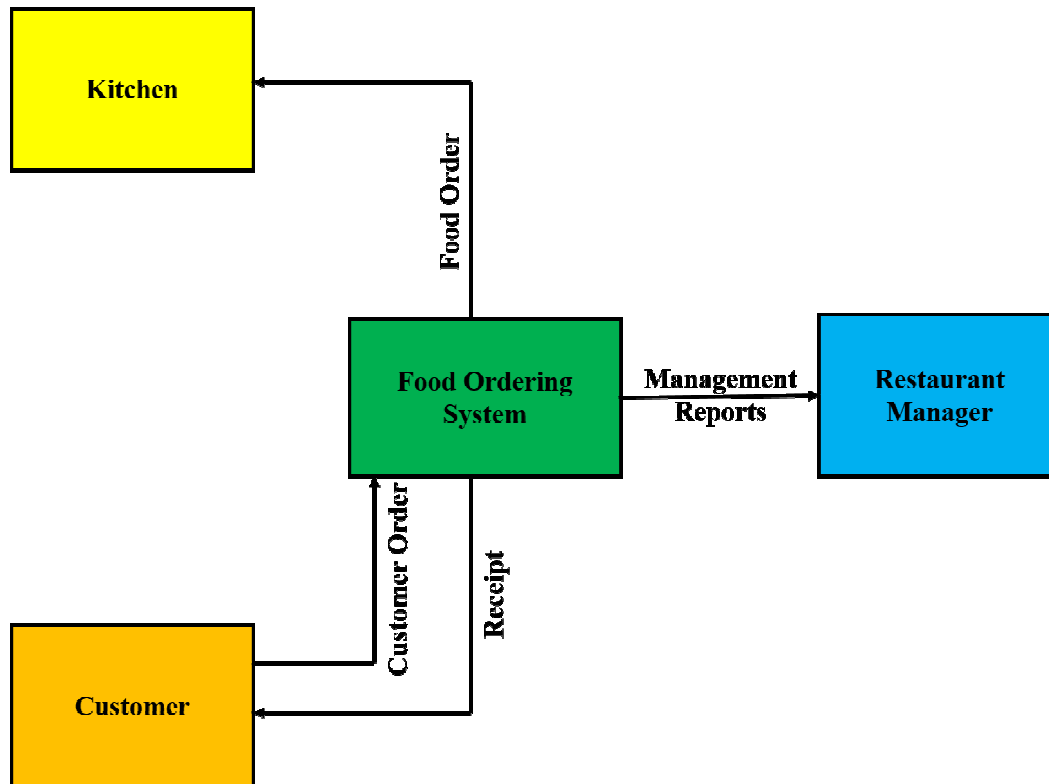 Kitchen
Food Order
Food Ordering
System
Management
Reports
Restaurant
Manager
Customer Order
Receipt
Customer